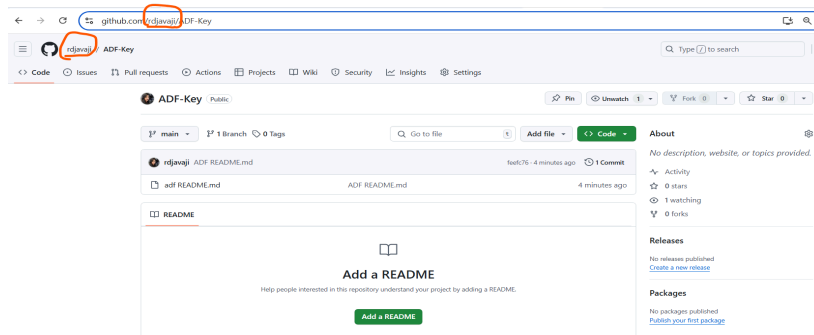 github.com/rdjavaji/ADF-Key
rdjavaji / ADF-Key
Type / to search
Code Issues Pull requests Actions Projects Wiki Security Insights Settings
ADF-Key Public
Pin Unwatch 1 Fork 0 Star 0
main 1 Branch 0 Tags Go to file t Add file Code
rdjavaji ADF README.md feefc76 · 4 minutes ago 1 Commit
adf README.md ADF README.md 4 minutes ago
README
Add a README
Help people interested in this repository understand your project by adding a README.
Add a README
About
No description, website, or topics provided.
Activity
0 stars
1 watching
0 forks
Releases
No releases published
Create a new release
Packages
No packages published
Publish your first package